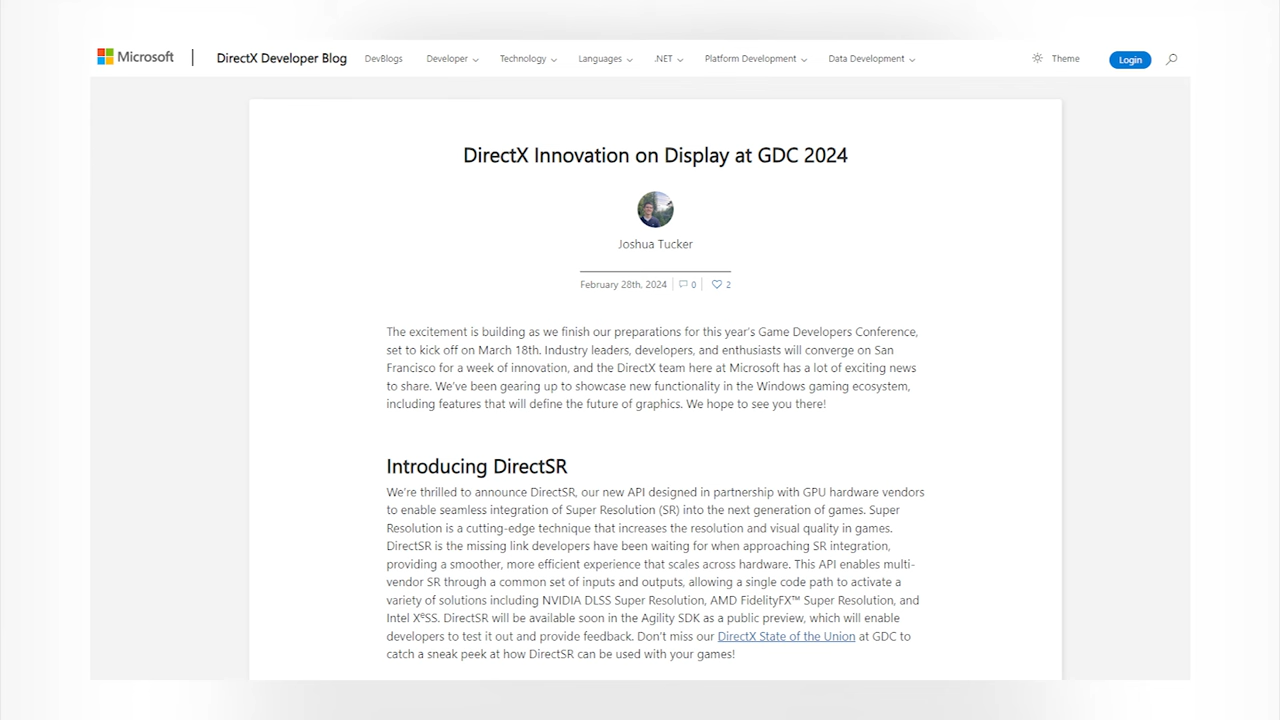 Microsoft | DirectX Developer Blog DevBlogs Developer Technology Languages .NET Platform Development Data Development Theme Login
DirectX Innovation on Display at GDC 2024
Joshua Tucker
February 28th, 2024 0 2
The excitement is building as we finish our preparations for this year's Game Developers Conference,
set to kick off on March 18th. Industry leaders, developers, and enthusiasts will converge on San
Francisco for a week of innovation, and the DirectX team here at Microsoft has a lot of exciting news
to share. We've been gearing up to showcase new functionality in the Windows gaming ecosystem,
including features that will define the future of graphics. We hope to see you there!
Introducing DirectSR
We're thrilled to announce DirectSR, our new API designed in partnership with GPU hardware vendors
to enable seamless integration of Super Resolution (SR) into the next generation of games. Super
Resolution is a cutting-edge technique that increases the resolution and visual quality in games.
DirectSR is the missing link developers have been waiting for when approaching SR integration,
providing a smoother, more efficient experience that scales across hardware. This API enables multi-
vendor SR through a common set of inputs and outputs, allowing a single code path to activate a
variety of solutions including NVIDIA DLSS Super Resolution, AMD FidelityFX™ Super Resolution, and
Intel XᵉSS. DirectSR will be available soon in the Agility SDK as a public preview, which will enable
developers to test it out and provide feedback. Don't miss our DirectX State of the Union at GDC to
catch a sneak peek at how DirectSR can be used with your games!